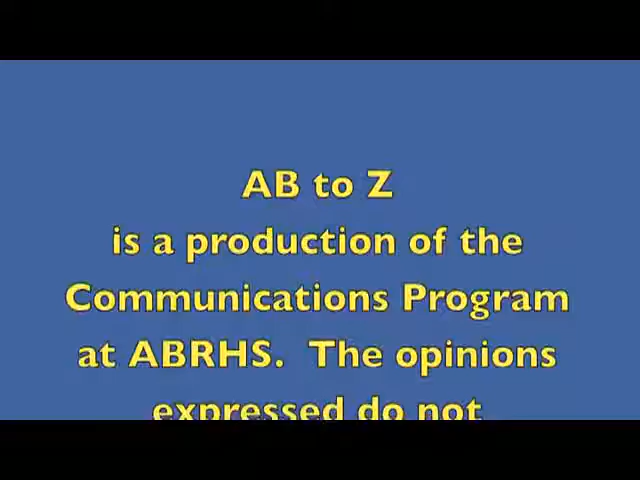 AB to Z
is a production of the
Communications Program
at ABRHS. The opinions
expressed do not